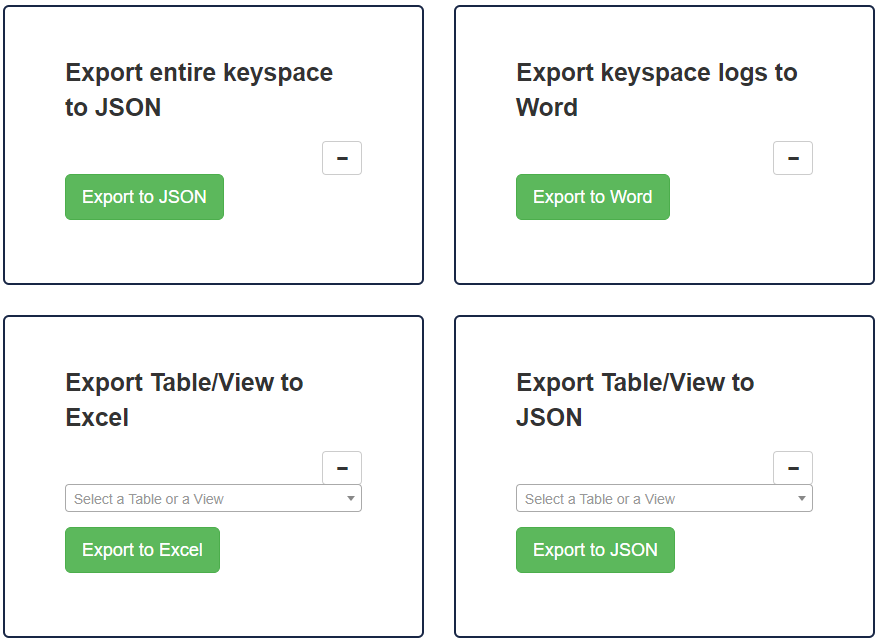 Export entire keyspace
to JSON
−
Export to JSON
Export keyspace logs to
Word
−
Export to Word
Export Table/View to
Excel
−
Select a Table or a View
Export to Excel
Export Table/View to
JSON
−
Select a Table or a View
Export to JSON